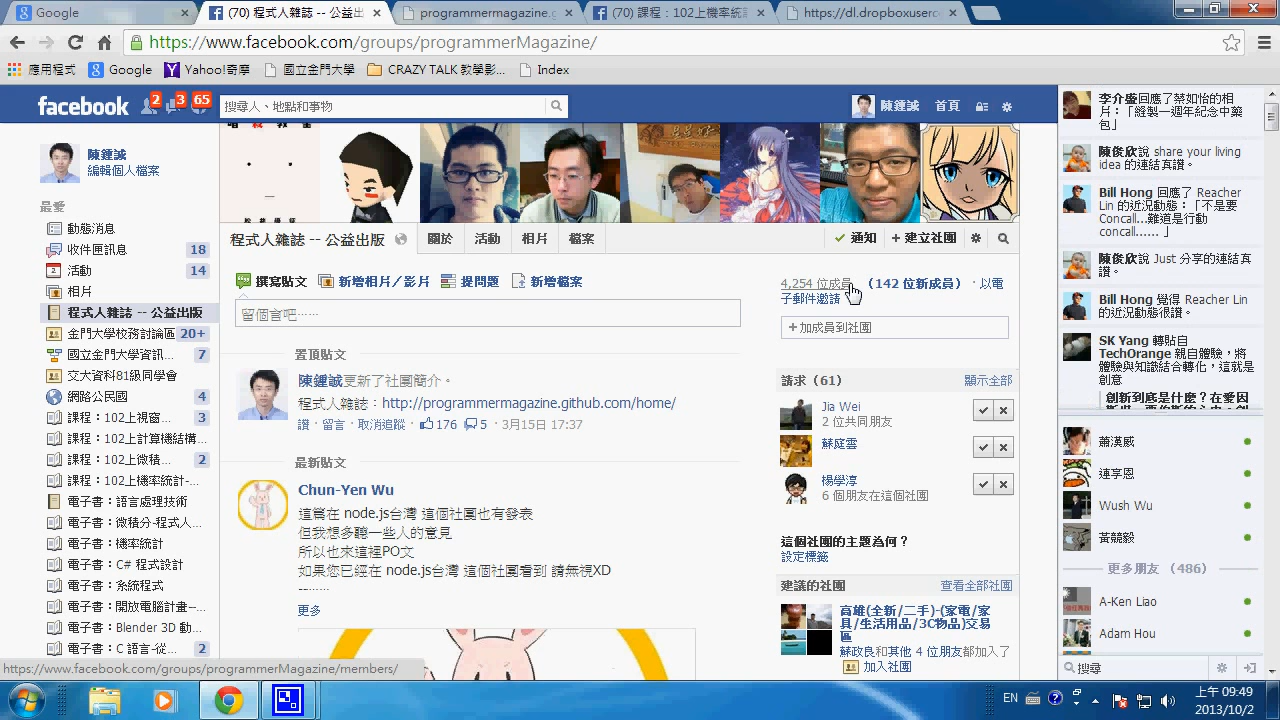 Google
(70) 程式人雜誌 -- 公益出
programmermagazine.g
(70) 課程：102上機率統
https://dl.dropboxuserc
https://www.facebook.com/groups/programmerMagazine/
應用程式
Google
Yahoo!奇摩
國立金門大學
CRAZY TALK 教學影...
Index
facebook
2
3
65
搜尋人、地點和事物
陳鍾誠
首頁
陳鍾誠
編輯個人檔案
最愛
動態消息
收件匣訊息 18
活動 14
相片
程式人雜誌 -- 公益出版
金門大學校務討論區 20+
國立金門大學資訊... 7
交大資科81級同學會
網路公民國 4
課程：102上視窗... 3
課程：102上計算機結構...
課程：102上微積... 2
課程：102上機率統計-...
電子書：語言處理技術
電子書：微積分-程式人...
電子書：機率統計
電子書：C# 程式設計
電子書：系統程式
電子書：開放電腦計畫--...
電子書：Blender 3D 動...
電子書：C 語言-從... 2
https://www.facebook.com/groups/programmerMagazine/members/
程式人雜誌 -- 公益出版
關於
活動
相片
檔案
通知
建立社團
撰寫貼文
新增相片／影片
提問題
新增檔案
留個言吧……
置頂貼文
陳鍾誠更新了社團簡介。
程式人雜誌：http://programmermagazine.github.com/home/
讚 · 留言 · 取消追蹤 · 176 5 · 3月15日 17:37
最新貼文
Chun-Yen Wu
這篇在 node.js台灣 這個社團也有發表
但我想多聽一些人的意見
所以也來這裡PO文
如果您已經在 node.js台灣 這個社團看到 請無視XD
--……
更多
4,254 位成員（142 位新成員） · 以電
子郵件邀請
+加成員到社團
請求（61）
顯示全部
Jia Wei
2 位共同朋友
蘇庭雲
楊學淳
6 個朋友在這個社團
這個社團的主題為何？
設定標籤
建議的社團
查看全部社團
高雄(全新/二手)-(家電/家
具/生活用品/3C物品)交易
區
蘇政良和其他 4 位朋友都加入了
加入社團
李介盛回應了蔡如怡的相
片：「縫製一週年紀念中藥
包」
陳俊欣說 share your living
idea 的連結真讚。
Bill Hong 回應了 Reacher
Lin 的近況動態：「不是要
Concall...難道是行動
concall...... 」
陳俊欣說 Just 分享的連結真
讚。
Bill Hong 覺得 Reacher Lin
的近況動態很讚。
SK Yang 轉貼自
TechOrange 親自體驗，將
體驗與知識結合轉化，這就是
創意
創新到底是什麼？在愛因
蕭漢威
連享恩
Wush Wu
葉競毅
更多朋友 （486）
A-Ken Liao
Adam Hou
搜尋
EN
上午 09:49
2013/10/2